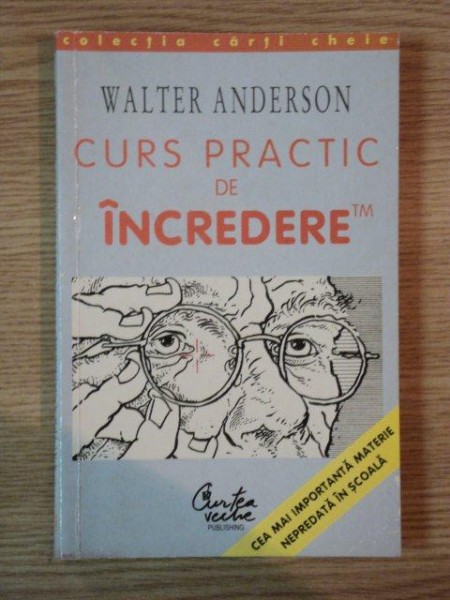 colecția cărți cheie
WALTER ANDERSON
CURS PRACTIC
DE
ÎNCREDERE™
CEA MAI IMPORTANTĂ MATERIE
NEPREDATĂ ÎN ȘCOALĂ
Curtea
veche
PUBLISHING